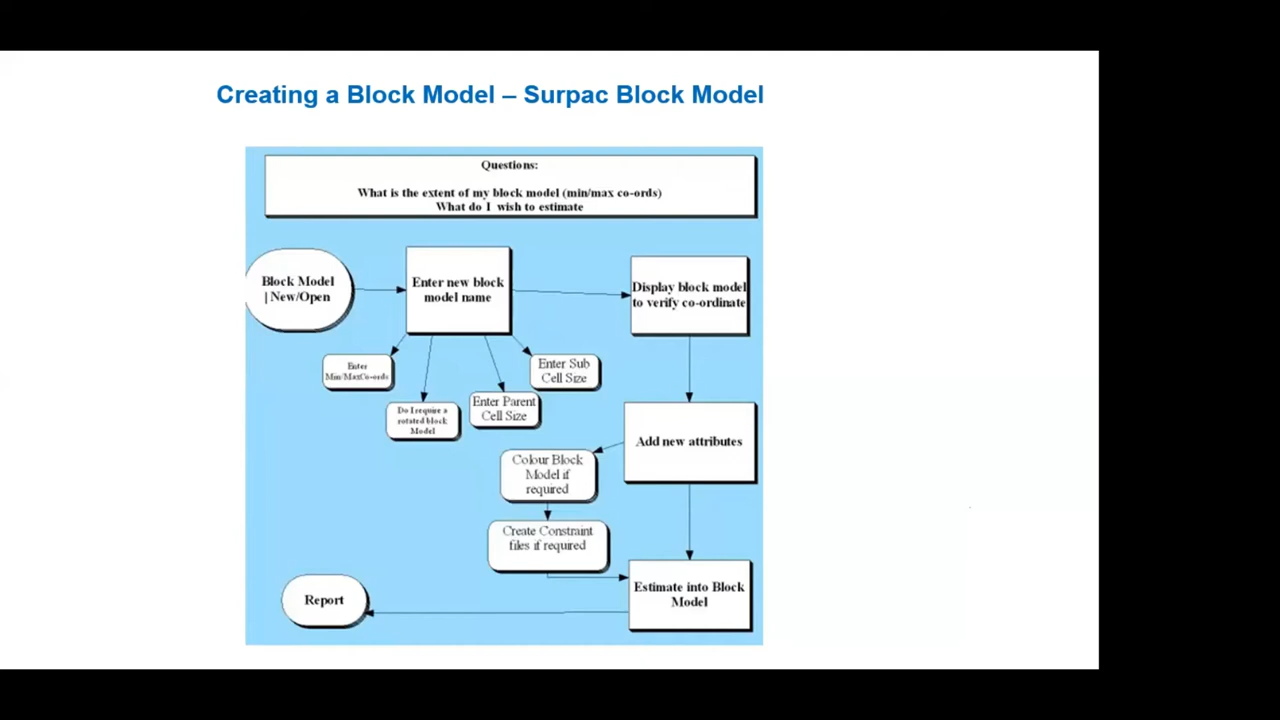 Creating a Block Model – Surpac Block Model
Questions:
What is the extent of my block model (min/max co-ords)
What do I wish to estimate
Block Model
| New/Open
Enter new block
model name
Display block model
to verify co-ordinate
Enter
Min/MaxCo-ords
Do I require a
rotated block
Model
Enter Parent
Cell Size
Enter Sub
Cell Size
Add new attributes
Colour Block
Model if
required
Create Constraint
files if required
Estimate into Block
Model
Report